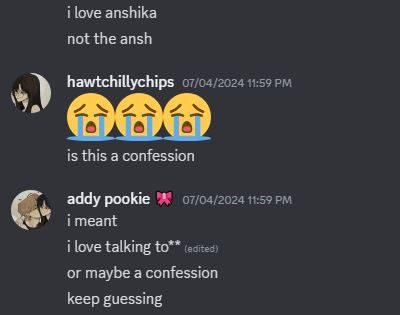 i love anshika
not the ansh
hawtchillychips 07/04/2024 11:59 PM
😭😭😭
is this a confession
addy pookie 🎀 07/04/2024 11:59 PM
i meant
i love talking to** (edited)
or maybe a confession
keep guessing